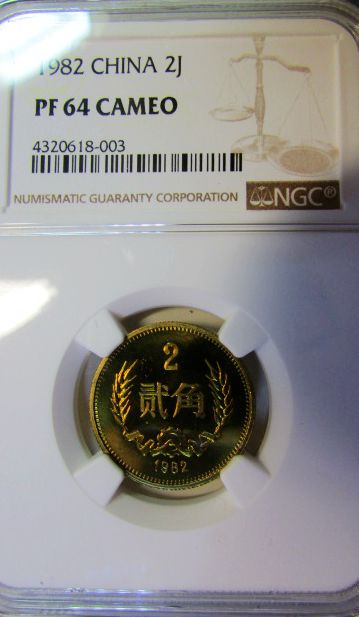 1982 CHINA 2J
PF 64 CAMEO
4320618-003
NUMISMATIC GUARANTY CORPORATION
NGC®
2
贰角
1982